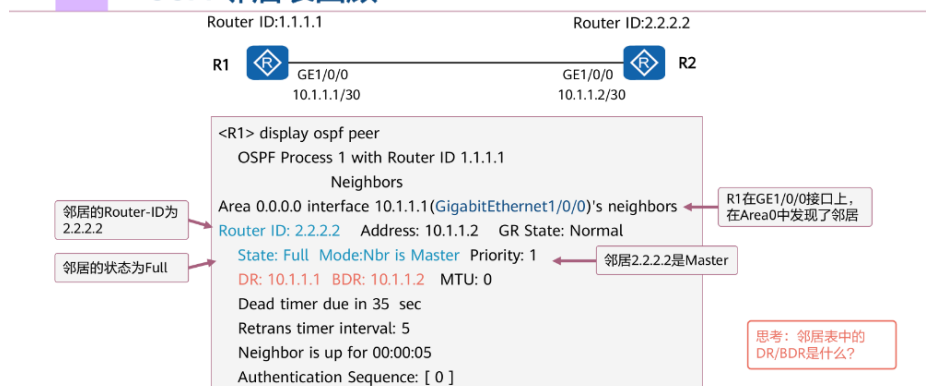 Router ID:1.1.1.1
Router ID:2.2.2.2
R1
R2
GE1/0/0
10.1.1.1/30
GE1/0/0
10.1.1.2/30
<R1> display ospf peer
OSPF Process 1 with Router ID 1.1.1.1
Neighbors
Area 0.0.0.0 interface 10.1.1.1(GigabitEthernet1/0/0)'s neighbors
Router ID: 2.2.2.2 Address: 10.1.1.2 GR State: Normal
State: Full Mode:Nbr is Master Priority: 1
DR: 10.1.1.1 BDR: 10.1.1.2 MTU: 0
Dead timer due in 35 sec
Retrans timer interval: 5
Neighbor is up for 00:00:05
Authentication Sequence: [ 0 ]
邻居的Router-ID为
2.2.2.2
邻居的状态为Full
R1在GE1/0/0接口上，
在Area0中发现了邻居
邻居2.2.2.2是Master
思考：邻居表中的
DR/BDR是什么？